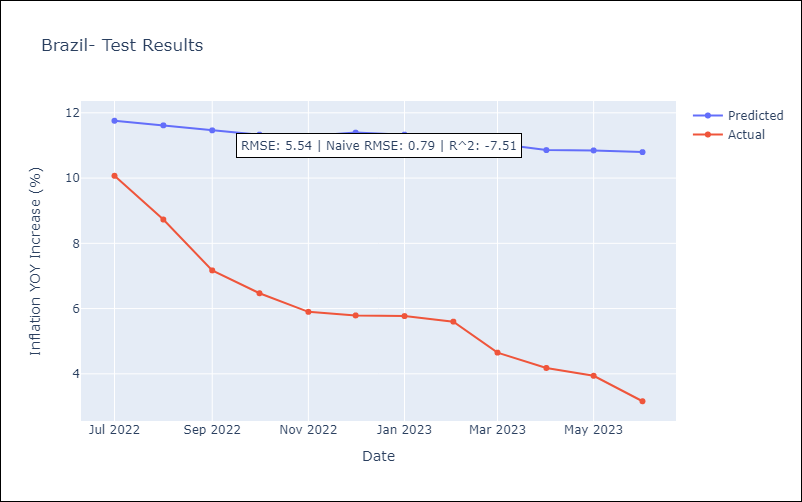 Brazil- Test Results
12
10
8
6
4
Inflation YOY Increase (%)
RMSE: 5.54 | Naive RMSE: 0.79 | R^2: -7.51
Jul 2022
Sep 2022
Nov 2022
Jan 2023
Mar 2023
May 2023
Date
Predicted
Actual